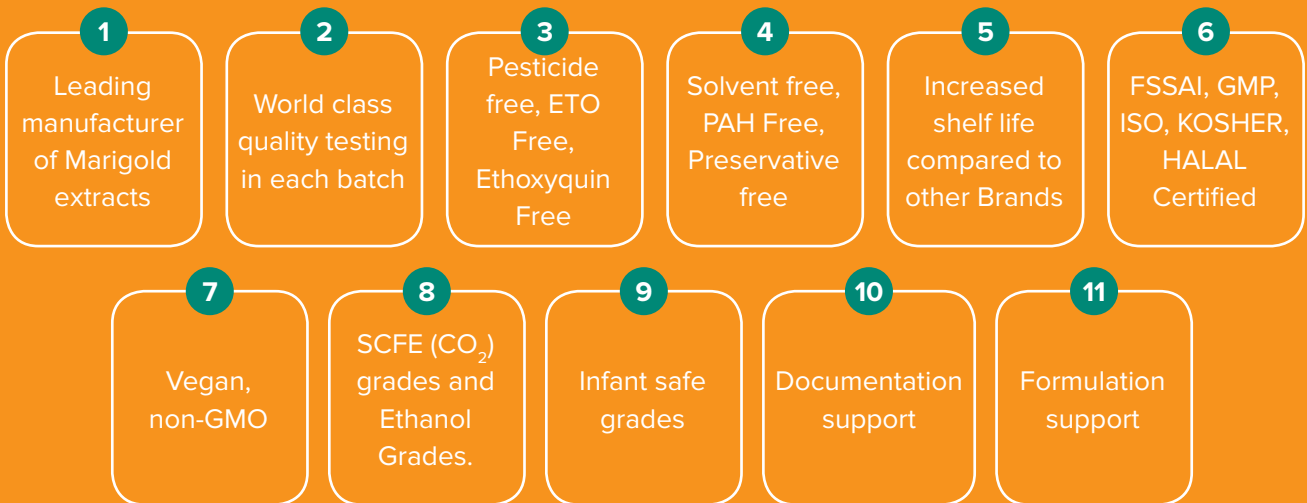 1
Leading
manufacturer
of Marigold
extracts
2
World class
quality testing
in each batch
3
Pesticide
free, ETO
Free,
Ethoxyquin
Free
4
Solvent free,
PAH Free,
Preservative
free
5
Increased
shelf life
compared to
other Brands
6
FSSAI, GMP,
ISO, KOSHER,
HALAL
Certified
7
Vegan,
non-GMO
8
SCFE (CO₂)
grades and
Ethanol
Grades.
9
Infant safe
grades
10
Documentation
support
11
Formulation
support